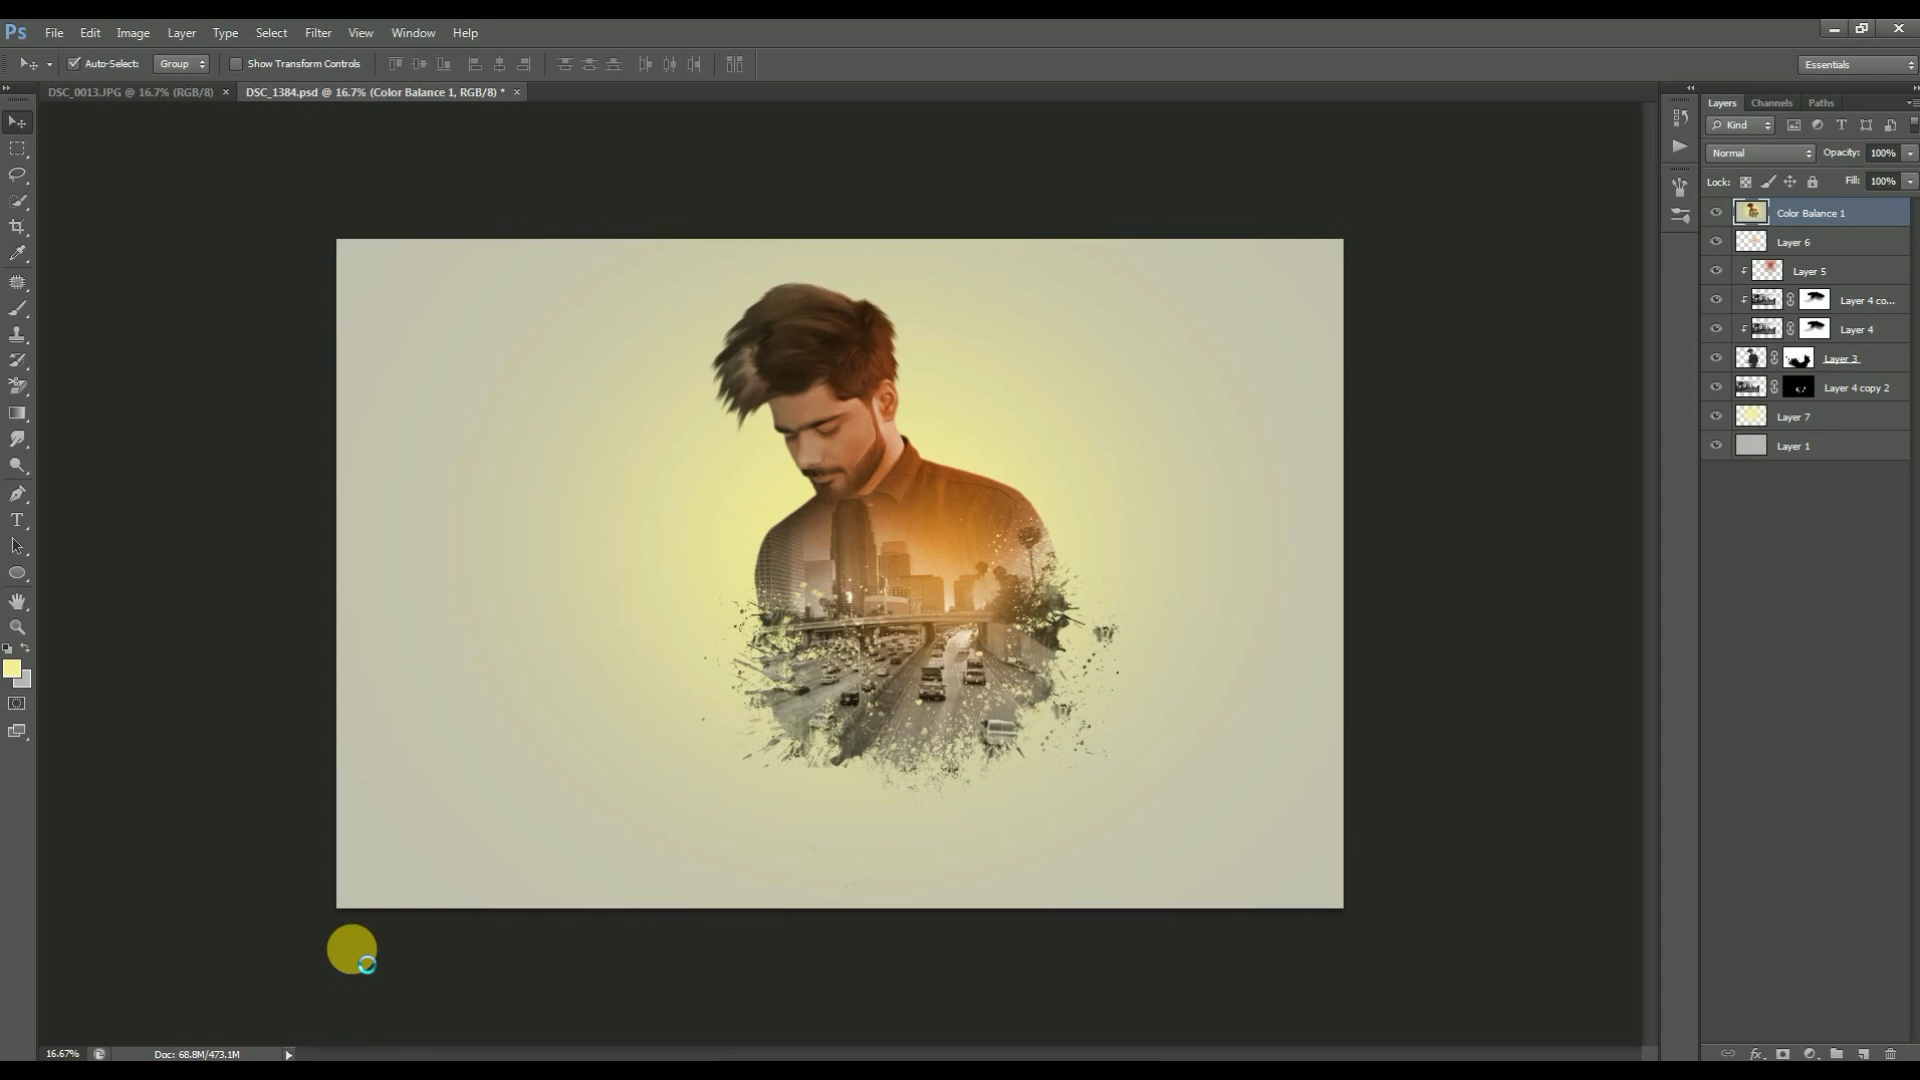 Ps File Edit Image Layer Type Select Filter View Window Help
Auto-Select: Group Show Transform Controls Essentials
DSC_0013.JPG @ 16.7% (RGB/8) × DSC_1384.psd @ 16.7% (Color Balance 1, RGB/8) * ×
Layers Channels Paths
Kind
Normal Opacity: 100%
Lock: Fill: 100%
Color Balance 1
Layer 6
Layer 5
Layer 4 co...
Layer 4
Layer 3
Layer 4 copy 2
Layer 7
Layer 1
16.67% Doc: 68.8M/473.1M